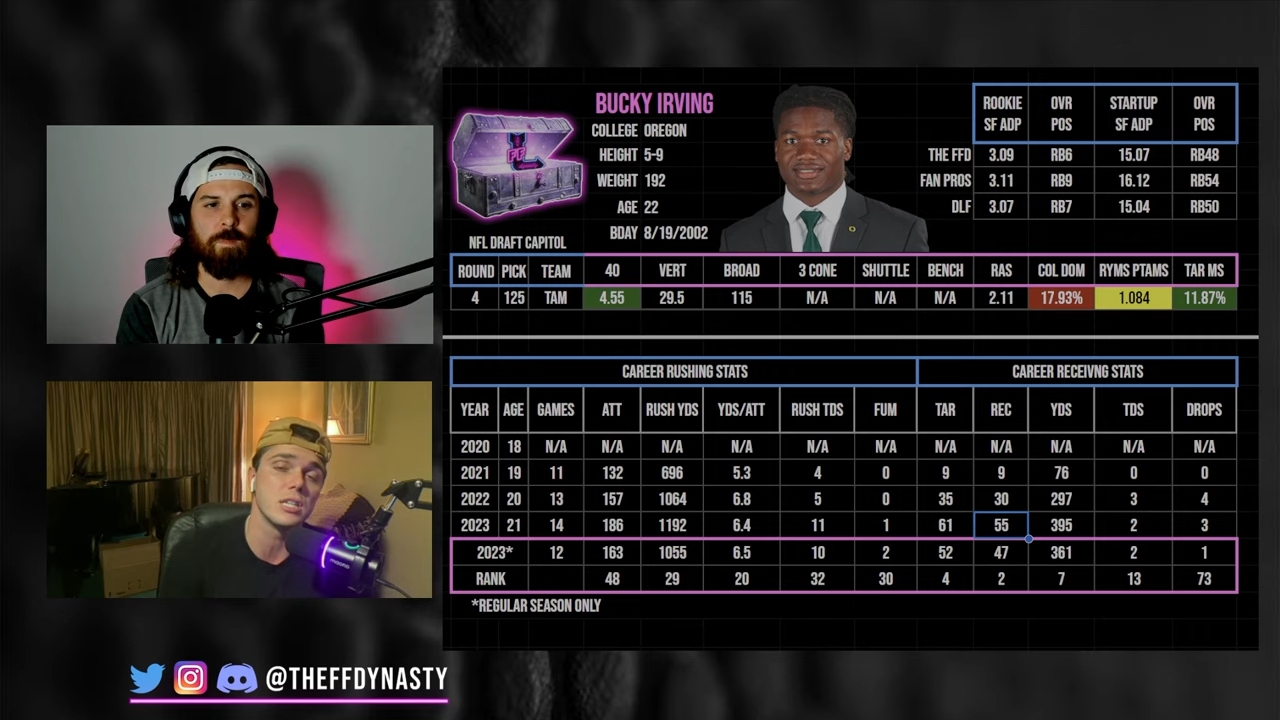 BUCKY IRVING
COLLEGE OREGON
HEIGHT 5-9
WEIGHT 192
AGE 22
BDAY 8/19/2002
FF
ROOKIE SF ADP OVR POS STARTUP SF ADP OVR POS
THE FFD 3.09 RB6 15.07 RB48
FAN PROS 3.11 RB9 16.12 RB54
DLF 3.07 RB7 15.04 RB50
NFL DRAFT CAPITOL
ROUND PICK TEAM 40 VERT BROAD 3 CONE SHUTTLE BENCH RAS COL DOM RYMS PTAMS TAR MS
4 125 TAM 4.55 29.5 115 N/A N/A N/A 2.11 17.93% 1.084 11.87%
CAREER RUSHING STATS CAREER RECEIVNG STATS
YEAR AGE GAMES ATT RUSH YDS YDS/ATT RUSH TDS FUM TAR REC YDS TDS DROPS
2020 18 N/A N/A N/A N/A N/A N/A N/A N/A N/A N/A N/A
2021 19 11 132 696 5.3 4 0 9 9 76 0 0
2022 20 13 157 1064 6.8 5 0 35 30 297 3 4
2023 21 14 186 1192 6.4 11 1 61 55 395 2 3
2023* 12 163 1055 6.5 10 2 52 47 361 2 1
RANK 48 29 20 32 30 4 2 7 13 73
*REGULAR SEASON ONLY
@THEFFDYNASTY